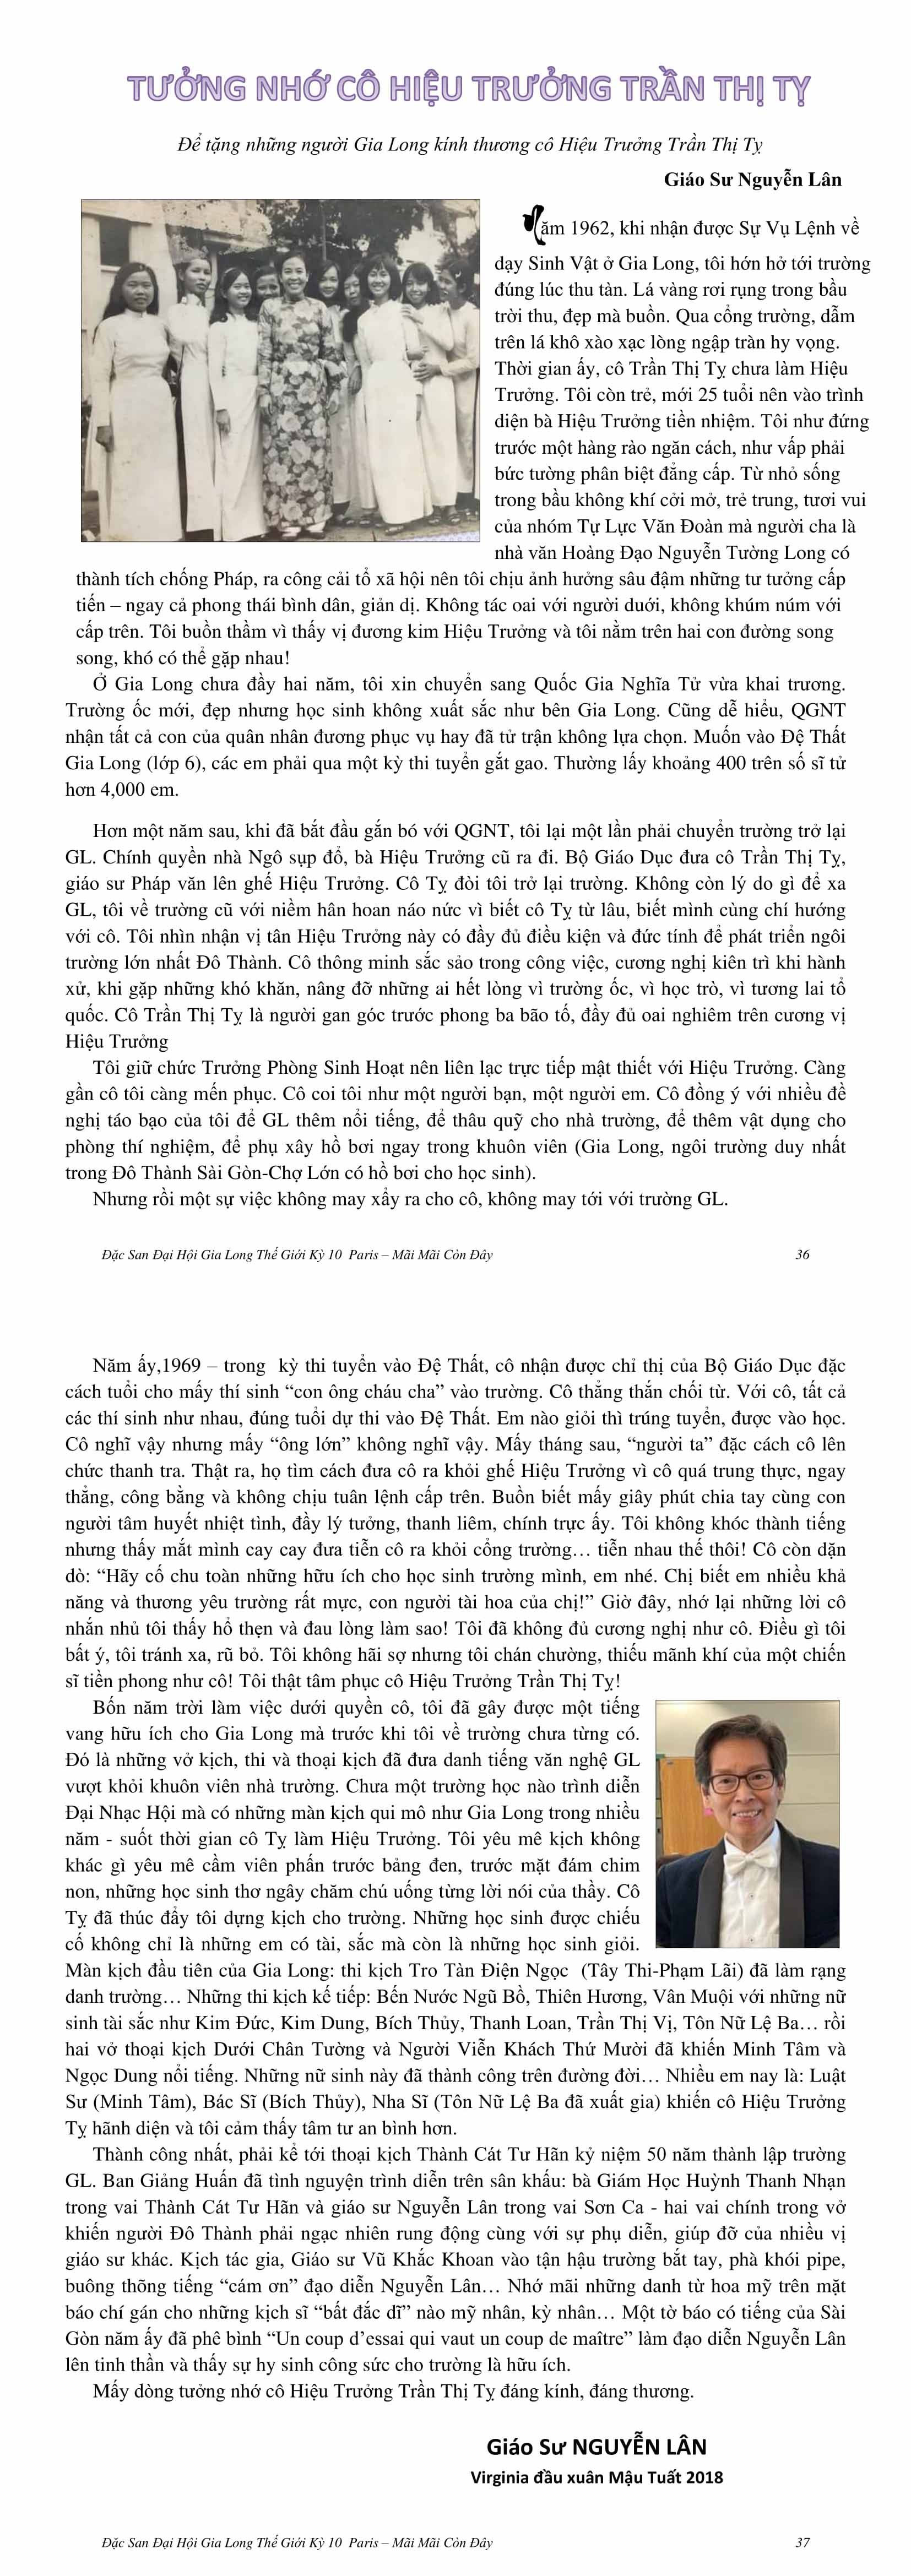 TƯỞNG NHỚ CÔ HIỆU TRƯỞNG TRẦN THỊ TỴ
Để tặng những người Gia Long kính thương cô Hiệu Trưởng Trần Thị Tỵ
Giáo Sư Nguyễn Lân
ăm 1962, khi nhận được Sự Vụ Lệnh về
dạy Sinh Vật ở Gia Long, tôi hớn hở tới trường
đúng lúc thu tàn. Lá vàng rơi rụng trong bầu
trời thu, đẹp mà buồn. Qua cổng trường, dẫm
trên lá khô xào xạc lòng ngập tràn hy vọng.
Thời gian ấy, cô Trần Thị Tỵ chưa làm Hiệu
Trưởng. Tôi còn trẻ, mới 25 tuổi nên vào trình
diện bà Hiệu Trưởng tiền nhiệm. Tôi như đứng
trước một hàng rào ngăn cách, như vấp phải
bức tường phân biệt đẳng cấp. Từ nhỏ sống
trong bầu không khí cởi mở, trẻ trung, tươi vui
của nhóm Tự Lực Văn Đoàn mà người cha là
nhà văn Hoàng Đạo Nguyễn Tường Long có
thành tích chống Pháp, ra công cải tổ xã hội nên tôi chịu ảnh hưởng sâu đậm những tư tưởng cấp
tiến – ngay cả phong thái bình dân, giản dị. Không tác oai với người dưới, không khúm núm với
cấp trên. Tôi buồn thầm vì thấy vị đương kim Hiệu Trưởng và tôi nằm trên hai con đường song
song, khó có thể gặp nhau!
Ở Gia Long chưa đầy hai năm, tôi xin chuyển sang Quốc Gia Nghĩa Tử vừa khai trương.
Trường ốc mới, đẹp nhưng học sinh không xuất sắc như bên Gia Long. Cũng dễ hiểu, QGNT
nhận tất cả con của quân nhân đương phục vụ hay đã tử trận không lựa chọn. Muốn vào Đệ Thất
Gia Long (lớp 6), các em phải qua một kỳ thi tuyển gắt gao. Thường lấy khoảng 400 trên số sĩ tử
hơn 4,000 em.
Hơn một năm sau, khi đã bắt đầu gắn bó với QGNT, tôi lại một lần phải chuyển trường trở lại
GL. Chính quyền nhà Ngô sụp đổ, bà Hiệu Trưởng cũ ra đi. Bộ Giáo Dục đưa cô Trần Thị Tỵ,
giáo sư Pháp văn lên ghế Hiệu Trưởng. Cô Tỵ đòi tôi trở lại trường. Không còn lý do gì để xa
GL, tôi về trường cũ với niềm hân hoan náo nức vì biết cô Tỵ từ lâu, biết mình cùng chí hướng
với cô. Tôi nhìn nhận vị tân Hiệu Trưởng này có đầy đủ điều kiện và đức tính để phát triển ngôi
trường lớn nhất Đô Thành. Cô thông minh sắc sảo trong công việc, cương nghị kiên trì khi hành
xử, khi gặp những khó khăn, nâng đỡ những ai hết lòng vì trường ốc, vì học trò, vì tương lai tổ
quốc. Cô Trần Thị Tỵ là người gan góc trước phong ba bão tố, đầy đủ oai nghiêm trên cương vị
Hiệu Trưởng
Tôi giữ chức Trưởng Phòng Sinh Hoạt nên liên lạc trực tiếp mật thiết với Hiệu Trưởng. Càng
gần cô tôi càng mến phục. Cô coi tôi như một người bạn, một người em. Cô đồng ý với nhiều đề
nghị táo bạo của tôi để GL thêm nổi tiếng, để thâu quỹ cho nhà trường, để thêm vật dụng cho
phòng thí nghiệm, để phụ xây hồ bơi ngay trong khuôn viên (Gia Long, ngôi trường duy nhất
trong Đô Thành Sài Gòn-Chợ Lớn có hồ bơi cho học sinh).
Nhưng rồi một sự việc không may xẩy ra cho cô, không may tới với trường GL.
Đặc San Đại Hội Gia Long Thế Giới Kỳ 10 Paris – Mãi Mãi Còn Đây 36
Năm ấy,1969 – trong kỳ thi tuyển vào Đệ Thất, cô nhận được chỉ thị của Bộ Giáo Dục đặc
cách tuổi cho mấy thí sinh “con ông cháu cha” vào trường. Cô thẳng thắn chối từ. Với cô, tất cả
các thí sinh như nhau, đúng tuổi dự thi vào Đệ Thất. Em nào giỏi thì trúng tuyển, được vào học.
Cô nghĩ vậy nhưng mấy “ông lớn” không nghĩ vậy. Mấy tháng sau, “người ta” đặc cách cô lên
chức thanh tra. Thật ra, họ tìm cách đưa cô ra khỏi ghế Hiệu Trưởng vì cô quá trung thực, ngay
thẳng, công bằng và không chịu tuân lệnh cấp trên. Buồn biết mấy giây phút chia tay cùng con
người tâm huyết nhiệt tình, đầy lý tưởng, thanh liêm, chính trực ấy. Tôi không khóc thành tiếng
nhưng thấy mắt mình cay cay đưa tiễn cô ra khỏi cổng trường… tiễn nhau thế thôi! Cô còn dặn
dò: “Hãy cố chu toàn những hữu ích cho học sinh trường mình, em nhé. Chị biết em nhiều khả
năng và thương yêu trường rất mực, con người tài hoa của chị!” Giờ đây, nhớ lại những lời cô
nhắn nhủ tôi thấy hổ thẹn và đau lòng làm sao! Tôi đã không đủ cương nghị như cô. Điều gì tôi
bất ý, tôi tránh xa, rũ bỏ. Tôi không hãi sợ nhưng tôi chán chường, thiếu mãnh khí của một chiến
sĩ tiền phong như cô! Tôi thật tâm phục cô Hiệu Trưởng Trần Thị Tỵ!
Bốn năm trời làm việc dưới quyền cô, tôi đã gây được một tiếng
vang hữu ích cho Gia Long mà trước khi tôi về trường chưa từng có.
Đó là những vở kịch, thi và thoại kịch đã đưa danh tiếng văn nghệ GL
vượt khỏi khuôn viên nhà trường. Chưa một trường học nào trình diễn
Đại Nhạc Hội mà có những màn kịch qui mô như Gia Long trong nhiều
năm - suốt thời gian cô Tỵ làm Hiệu Trưởng. Tôi yêu mê kịch không
khác gì yêu mê cầm viên phấn trước bảng đen, trước mặt đám chim
non, những học sinh thơ ngây chăm chú uống từng lời nói của thầy. Cô
Tỵ đã thúc đẩy tôi dựng kịch cho trường. Những học sinh được chiếu
cố không chỉ là những em có tài, sắc mà còn là những học sinh giỏi.
Màn kịch đầu tiên của Gia Long: thi kịch Tro Tàn Điện Ngọc (Tây Thi-Phạm Lãi) đã làm rạng
danh trường… Những thi kịch kế tiếp: Bến Nước Ngũ Bồ, Thiên Hương, Vân Muội với những nữ
sinh tài sắc như Kim Đức, Kim Dung, Bích Thủy, Thanh Loan, Trần Thị Vị, Tôn Nữ Lệ Ba… rồi
hai vở thoại kịch Dưới Chân Tường và Người Viễn Khách Thứ Mười đã khiến Minh Tâm và
Ngọc Dung nổi tiếng. Những nữ sinh này đã thành công trên đường đời… Nhiều em nay là: Luật
Sư (Minh Tâm), Bác Sĩ (Bích Thủy), Nha Sĩ (Tôn Nữ Lệ Ba đã xuất gia) khiến cô Hiệu Trưởng
Tỵ hãnh diện và tôi cảm thấy tâm tư an bình hơn.
Thành công nhất, phải kể tới thoại kịch Thành Cát Tư Hãn kỷ niệm 50 năm thành lập trường
GL. Ban Giảng Huấn đã tình nguyện trình diễn trên sân khấu: bà Giám Học Huỳnh Thanh Nhạn
trong vai Thành Cát Tư Hãn và giáo sư Nguyễn Lân trong vai Sơn Ca - hai vai chính trong vở
khiến người Đô Thành phải ngạc nhiên rung động cùng với sự phụ diễn, giúp đỡ của nhiều vị
giáo sư khác. Kịch tác gia, Giáo sư Vũ Khắc Khoan vào tận hậu trường bắt tay, phà khói pipe,
buông thõng tiếng “cám ơn” đạo diễn Nguyễn Lân… Nhớ mãi những danh từ hoa mỹ trên mặt
báo chí gán cho những kịch sĩ “bất đắc dĩ” nào mỹ nhân, kỳ nhân… Một tờ báo có tiếng của Sài
Gòn năm ấy đã phê bình “Un coup d’essai qui vaut un coup de maître” làm đạo diễn Nguyễn Lân
lên tinh thần và thấy sự hy sinh công sức cho trường là hữu ích.
Mấy dòng tưởng nhớ cô Hiệu Trưởng Trần Thị Tỵ đáng kính, đáng thương.
Giáo Sư NGUYỄN LÂN
Virginia đầu xuân Mậu Tuất 2018
Đặc San Đại Hội Gia Long Thế Giới Kỳ 10 Paris – Mãi Mãi Còn Đây 37